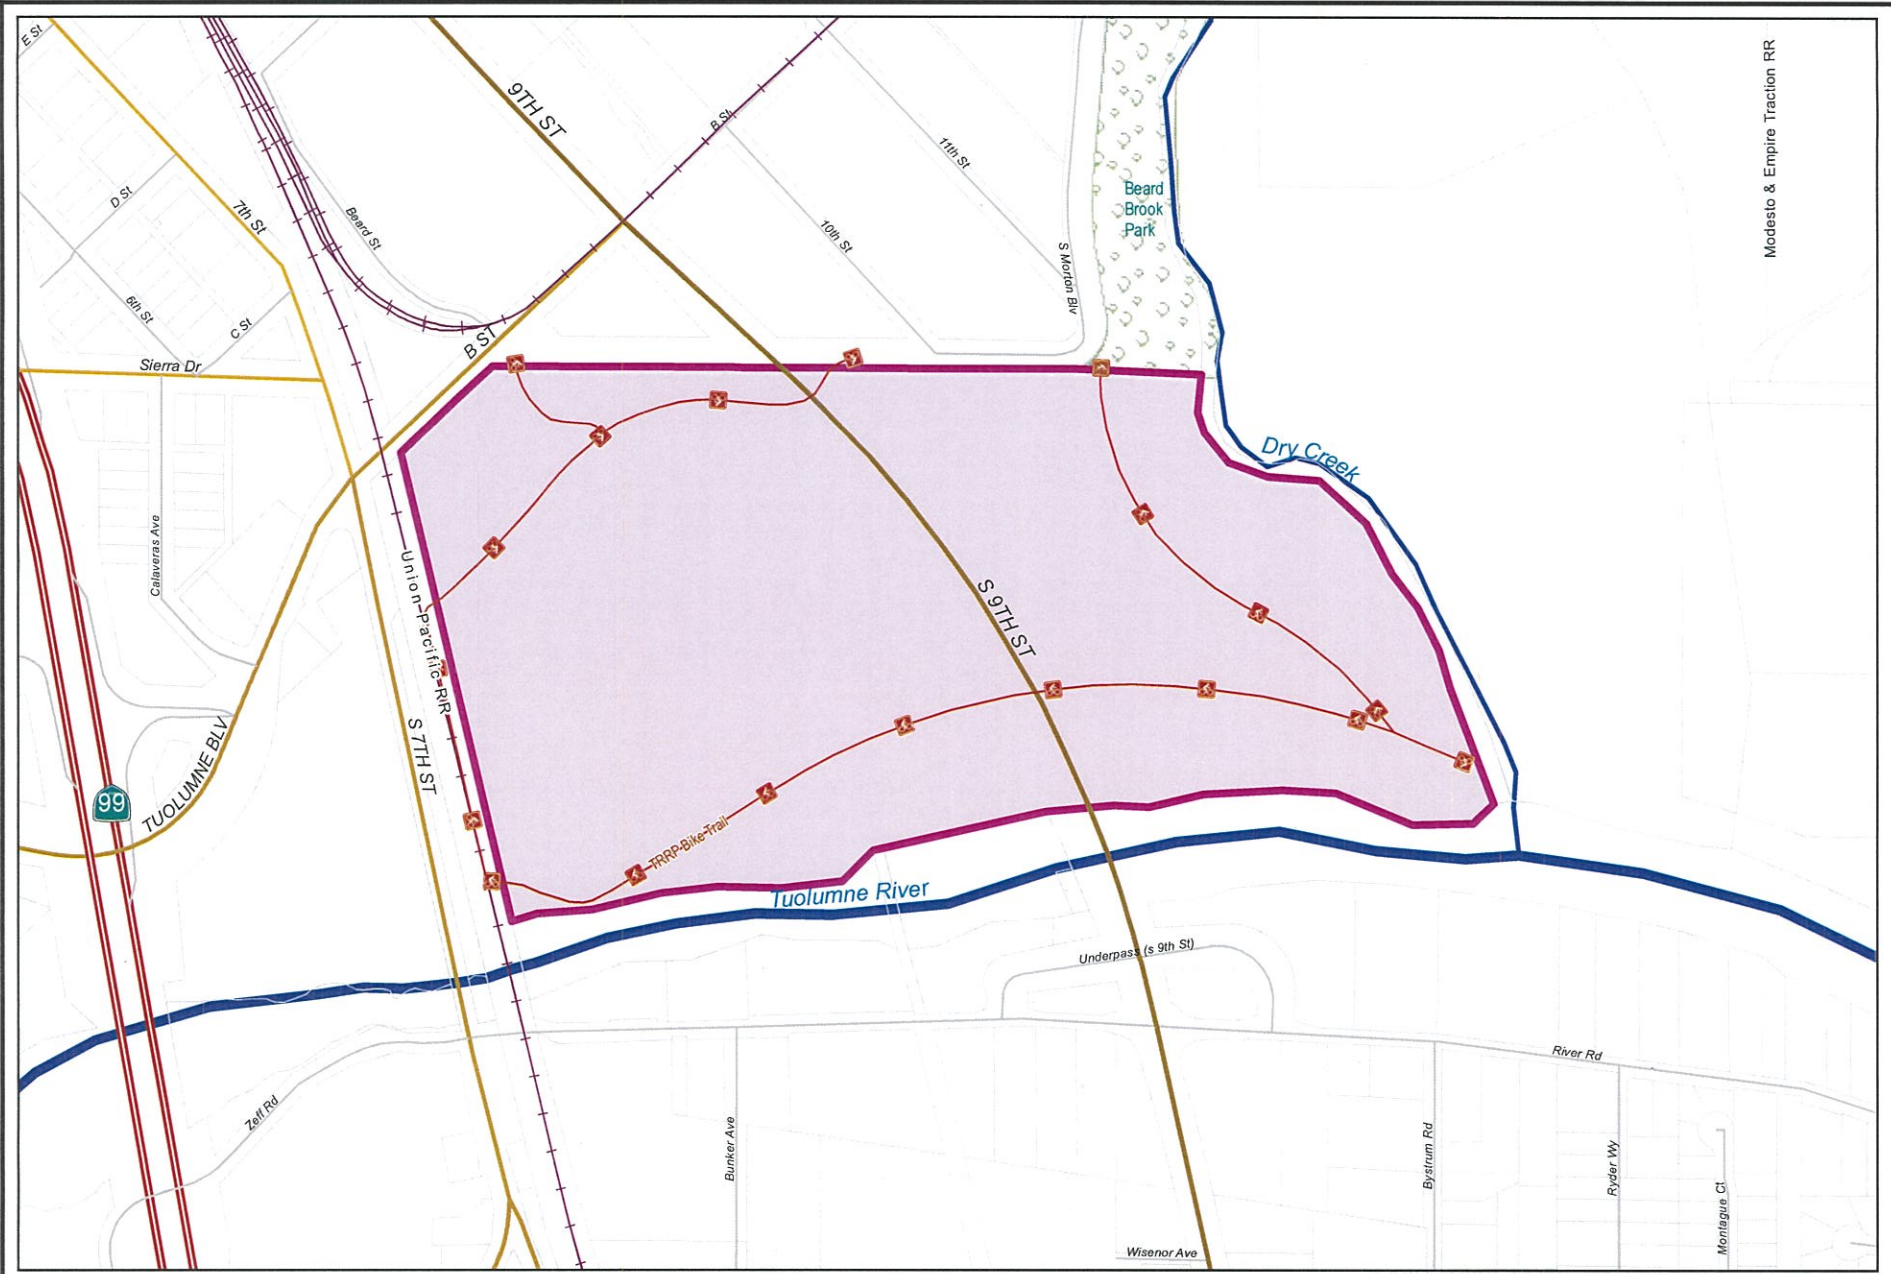 E St
9TH ST
B St
11th St
Modesto & Empire Traction RR
D St
7th St
Beard St
10th St
Beard
Brook
Park
S Morton Blv
6th St
C St
B ST
Sierra Dr
Dry Creek
Calaveras Ave
Union Pacific RR
S 9TH ST
S 7TH ST
TUOLUMNE BLV
99
TRRP Bike Trail
Tuolumne River
Underpass (s 9th St)
River Rd
Zeff Rd
Bunker Ave
Bystrum Rd
Ryder Wy
Montague Ct
Wisenor Ave